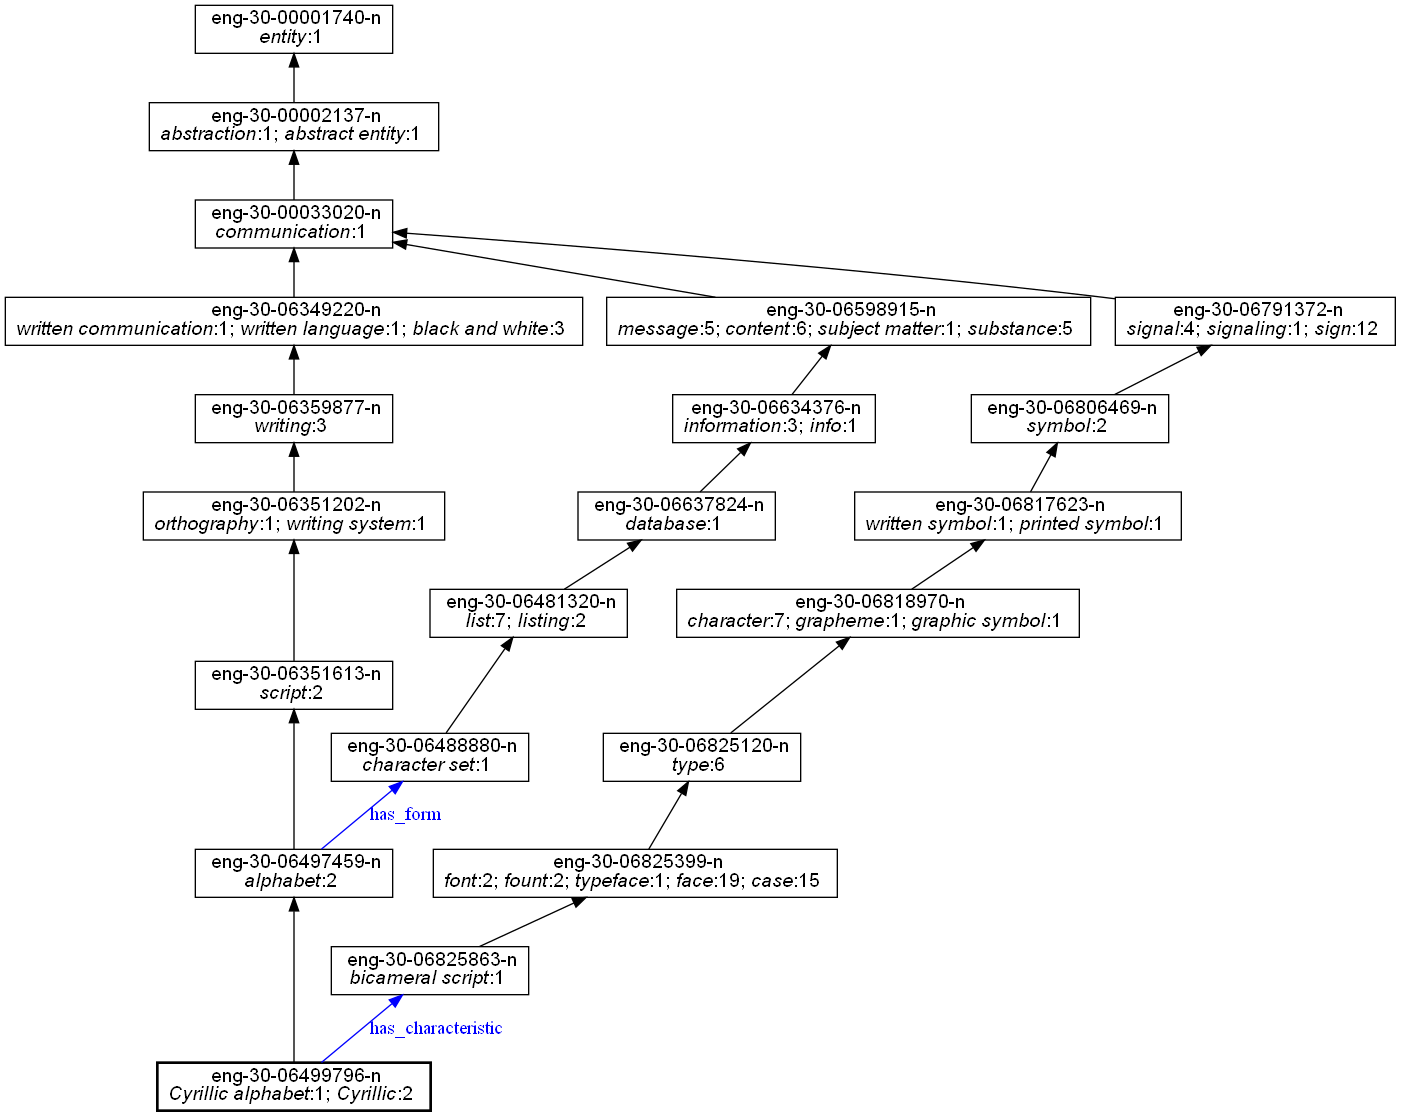 eng-30-00001740-n
entity:1
eng-30-00002137-n
abstraction:1; abstract entity:1
eng-30-00033020-n
communication:1
eng-30-06349220-n
written communication:1; written language:1; black and white:3
eng-30-06598915-n
message:5; content:6; subject matter:1; substance:5
eng-30-06791372-n
signal:4; signaling:1; sign:12
eng-30-06359877-n
writing:3
eng-30-06634376-n
information:3; info:1
eng-30-06806469-n
symbol:2
eng-30-06351202-n
orthography:1; writing system:1
eng-30-06637824-n
database:1
eng-30-06817623-n
written symbol:1; printed symbol:1
eng-30-06481320-n
list:7; listing:2
eng-30-06818970-n
character:7; grapheme:1; graphic symbol:1
eng-30-06351613-n
script:2
eng-30-06488880-n
character set:1
eng-30-06825120-n
type:6
has_form
eng-30-06497459-n
alphabet:2
eng-30-06825399-n
font:2; fount:2; typeface:1; face:19; case:15
eng-30-06825863-n
bicameral script:1
has_characteristic
eng-30-06499796-n
Cyrillic alphabet:1; Cyrillic:2